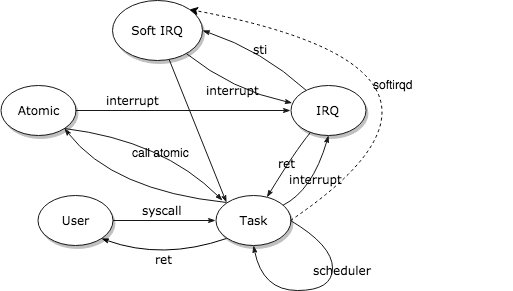 Soft IRQ
sti
softirqd
interrupt
Atomic
interrupt
IRQ
call atomic
ret
interrupt
User
syscall
Task
ret
scheduler